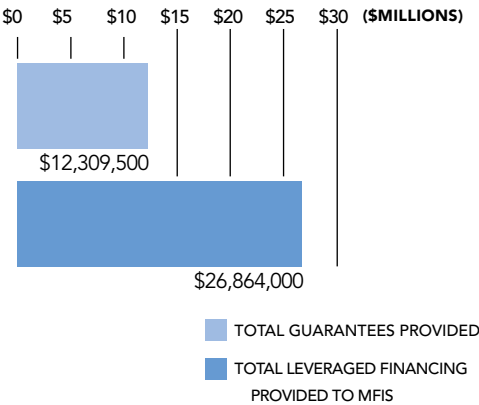 $0 $5 $10 $15 $20 $25 $30 ($MILLIONS)
$12,309,500
$26,864,000
TOTAL GUARANTEES PROVIDED
TOTAL LEVERAGED FINANCING
PROVIDED TO MFIS